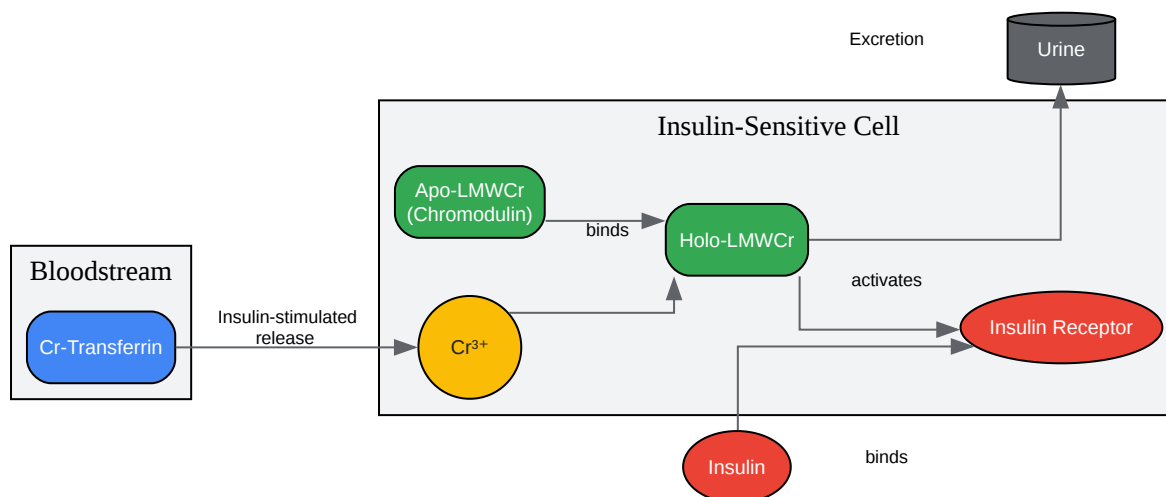 Excretion
Urine
Insulin-Sensitive Cell
Apo-LMWCr
(Chromodulin)
binds
Holo-LMWCr
Bloodstream
Cr-Transferrin
Insulin-stimulated
release
Cr³⁺
activates
Insulin Receptor
Insulin
binds